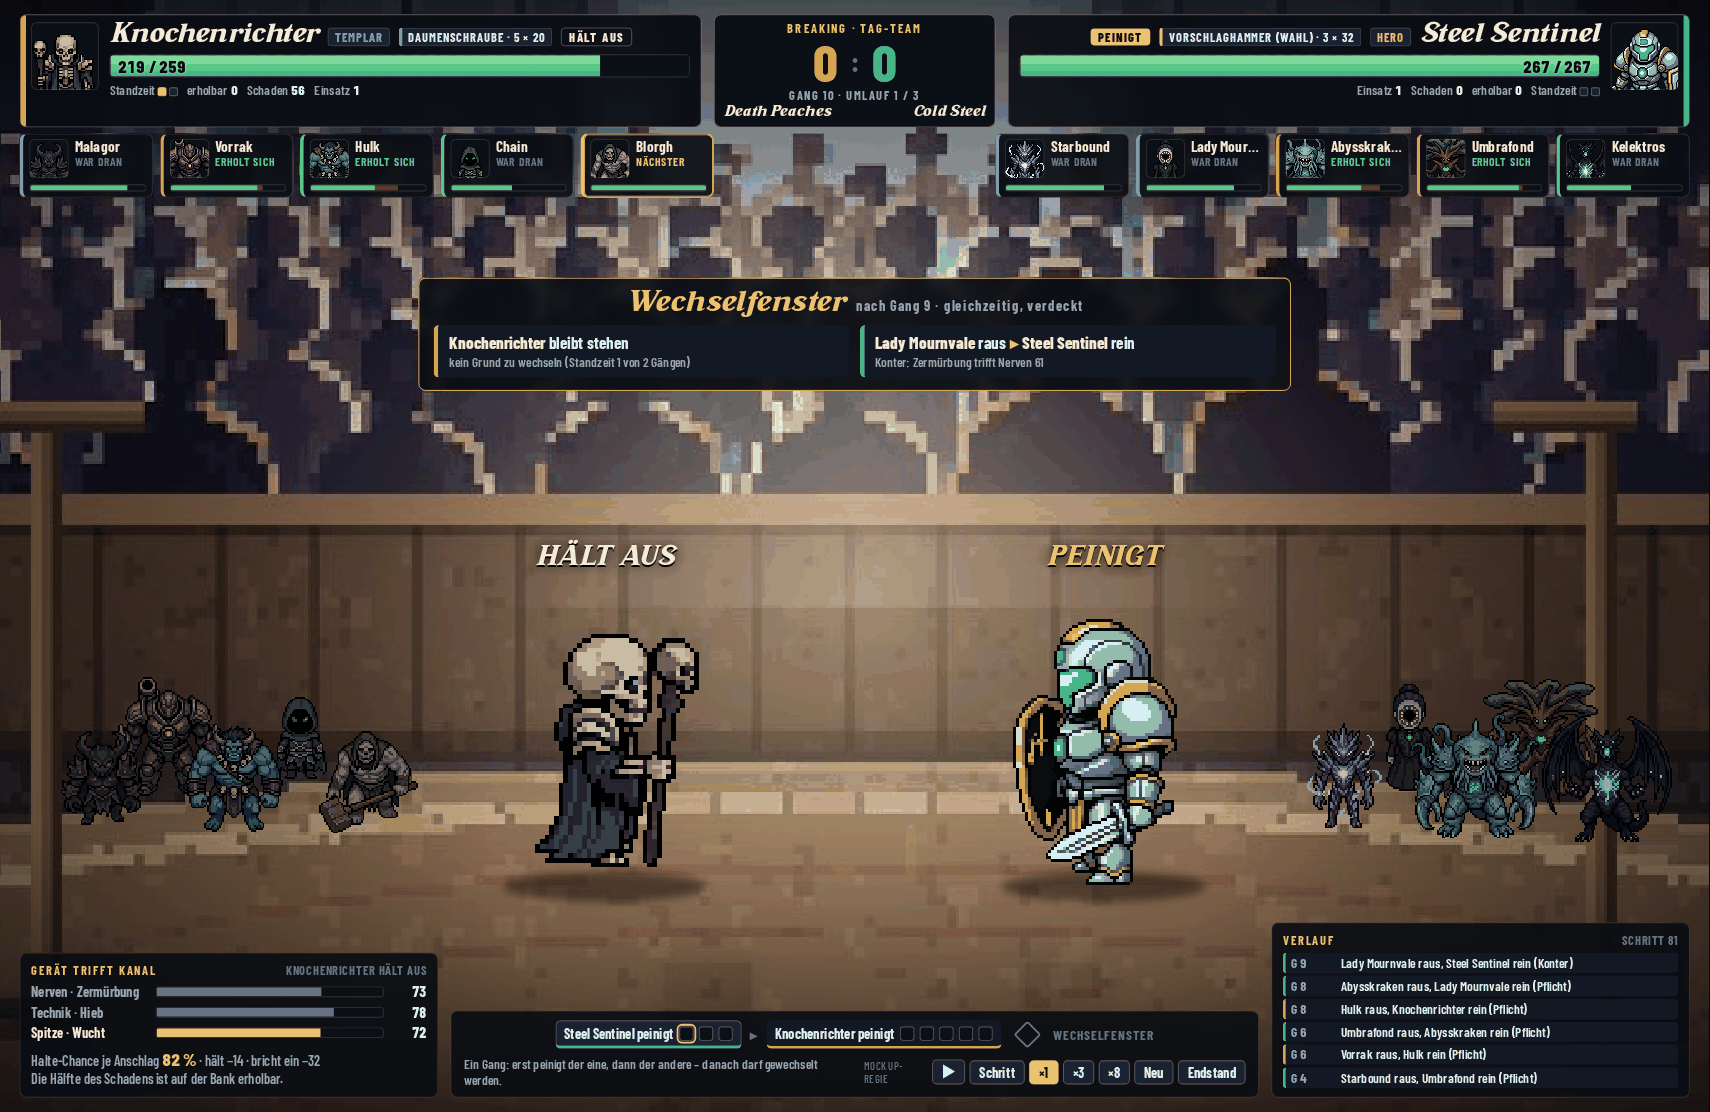 Knochenrichter TEMPLAR DAUMENSCHRAUBE · 5 × 20 HÄLT AUS
219 / 259
Standzeit erholbar 0 Schaden 56 Einsatz 1
BREAKING · TAG-TEAM
0 : 0
GANG 10 · UMLAUF 1 / 3
Death Peaches Cold Steel
PEINIGT VORSCHLAGHAMMER (WAHL) · 3 × 32 HERO Steel Sentinel
267 / 267
Einsatz 1 Schaden 0 erholbar 0 Standzeit
Malagor
WAR DRAN
Vorrak
ERHOLT SICH
Hulk
ERHOLT SICH
Chain
WAR DRAN
Blorgh
NÄCHSTER
Starbound
WAR DRAN
Lady Mour...
WAR DRAN
Abysskrak...
ERHOLT SICH
Umbrafond
ERHOLT SICH
Kelektros
WAR DRAN
Wechselfenster nach Gang 9 · gleichzeitig, verdeckt
Knochenrichter bleibt stehen
kein Grund zu wechseln (Standzeit 1 von 2 Gängen)
Lady Mournvale raus ▸ Steel Sentinel rein
Konter: Zermürbung trifft Nerven 61
HÄLT AUS
PEINIGT
GERÄT TRIFFT KANAL KNOCHENRICHTER HÄLT AUS
Nerven · Zermürbung 73
Technik · Hieb 78
Spitze · Wucht 72
Halte-Chance je Anschlag 82 % · hält –14 · bricht ein –32
Die Hälfte des Schadens ist auf der Bank erholbar.
Steel Sentinel peinigt ▸ Knochenrichter peinigt WECHSELFENSTER
Ein Gang: erst peinigt der eine, dann der andere – danach darf gewechselt
werden.
MOCKUP-
REGIE
▶ Schritt ×1 ×3 ×8 Neu Endstand
VERLAUF SCHRITT 81
G 9 Lady Mournvale raus, Steel Sentinel rein (Konter)
G 8 Abysskraken raus, Lady Mournvale rein (Pflicht)
G 8 Hulk raus, Knochenrichter rein (Pflicht)
G 6 Umbrafond raus, Abysskraken rein (Pflicht)
G 6 Vorrak raus, Hulk rein (Pflicht)
G 4 Starbound raus, Umbrafond rein (Pflicht)